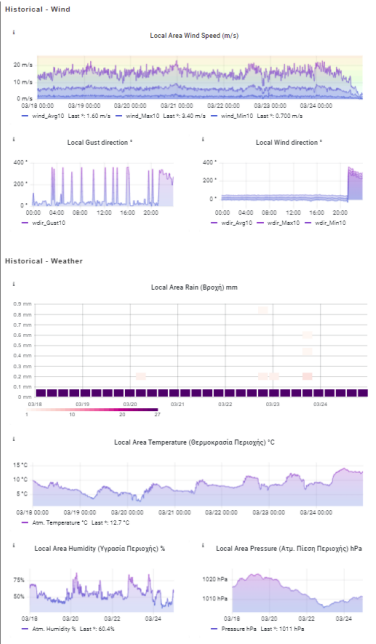 Historical - Wind
i
Local Area Wind Speed (m/s)
20 m/s
10 m/s
0 m/s
03/18 00:00 03/19 00:00 03/20 00:00 03/21 00:00 03/22 00:00 03/23 00:00 03/24 00:00
wind_Avg10 Last *: 1.60 m/s wind_Max10 Last *: 3.40 m/s wind_Min10 Last *: 0.700 m/s
i
Local Gust direction °
400 °
200 °
0 °
00:00 04:00 08:00 12:00 16:00 20:00
wdir_Gust10
i
Local Wind direction °
400 °
200 °
0 °
00:00 04:00 08:00 12:00 16:00 20:00
wdir_Avg10 wdir_Max10 wdir_Min10
Historical - Weather
i
Local Area Rain (Βροχή) mm
0.9 mm
0.8 mm
0.7 mm
0.6 mm
0.5 mm
0.4 mm
0.3 mm
0.2 mm
0.1 mm
0 mm
03/18 03/19 03/20 03/21 03/22 03/23 03/24
1 10 20 27
i
Local Area Temperature (Θερμοκρασία Περιοχής) °C
15 °C
10 °C
5 °C
03/18 00:00 03/19 00:00 03/20 00:00 03/21 00:00 03/22 00:00 03/23 00:00 03/24 00:00
Atm. Temperature °C Last *: 12.7 °C
i
Local Area Humidity (Υγρασία Περιοχής) %
75%
50%
03/18 03/20 03/22 03/24
Atm. Humidity % Last *: 60.4%
i
Local Area Pressure (Ατμ. Πίεση Περιοχής) hPa
1020 hPa
1010 hPa
03/18 03/20 03/22 03/24
Pressure hPa Last *: 1011 hPa